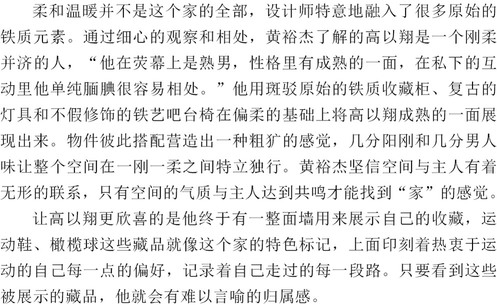 柔和温暖并不是这个家的全部，设计师特意地融入了很多原始的
铁质元素。通过细心的观察和相处，黄裕杰了解的高以翔是一个刚柔
并济的人，“他在荧幕上是熟男，性格里有成熟的一面，在私下的互
动里他单纯腼腆很容易相处。”他用斑驳原始的铁质收藏柜、复古的
灯具和不假修饰的铁艺吧台椅在偏柔的基础上将高以翔成熟的一面展
现出来。物件彼此搭配营造出一种粗犷的感觉，几分阳刚和几分男人
味让整个空间在一刚一柔之间特立独行。黄裕杰坚信空间与主人有着
无形的联系，只有空间的气质与主人达到共鸣才能找到“家”的感觉。
让高以翔更欣喜的是他终于有一整面墙用来展示自己的收藏，运
动鞋、橄榄球这些藏品就像这个家的特色标记，上面印刻着热衷于运
动的自己每一点的偏好，记录着自己走过的每一段路。只要看到这些
被展示的藏品，他就会有难以言喻的归属感。